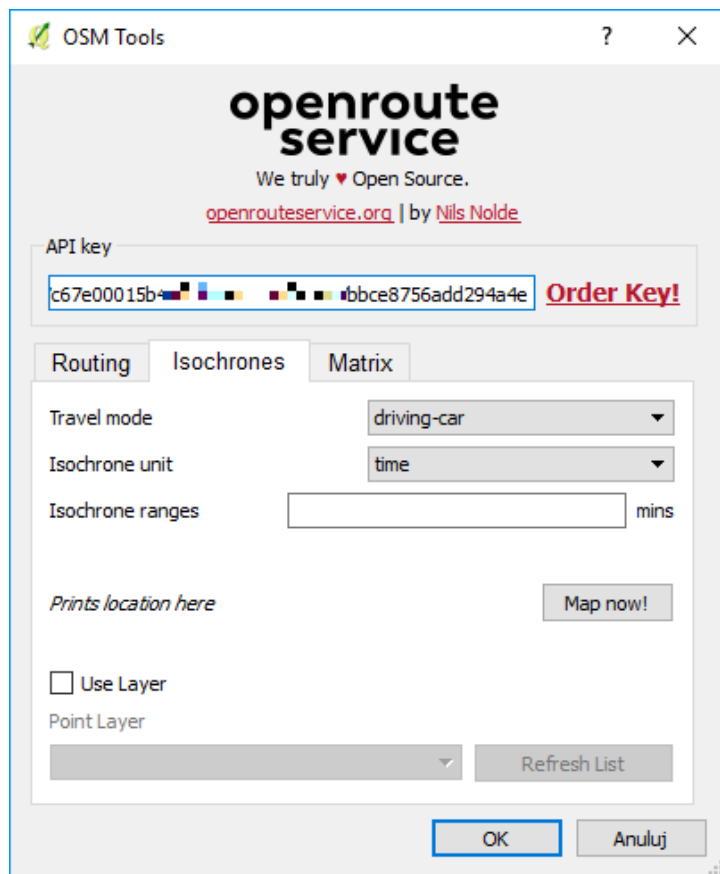 OSM Tools
openroute
service
We truly ♥ Open Source.
openrouteservice.org | by Nils Nolde
API key
bbce8756add294a4e Order Key!
Routing Isochrones Matrix
Travel mode driving-car
Isochrone unit time
Isochrone ranges mins
Prints location here Map now!
Use Layer
Point Layer
Refresh List
OK Anuluj